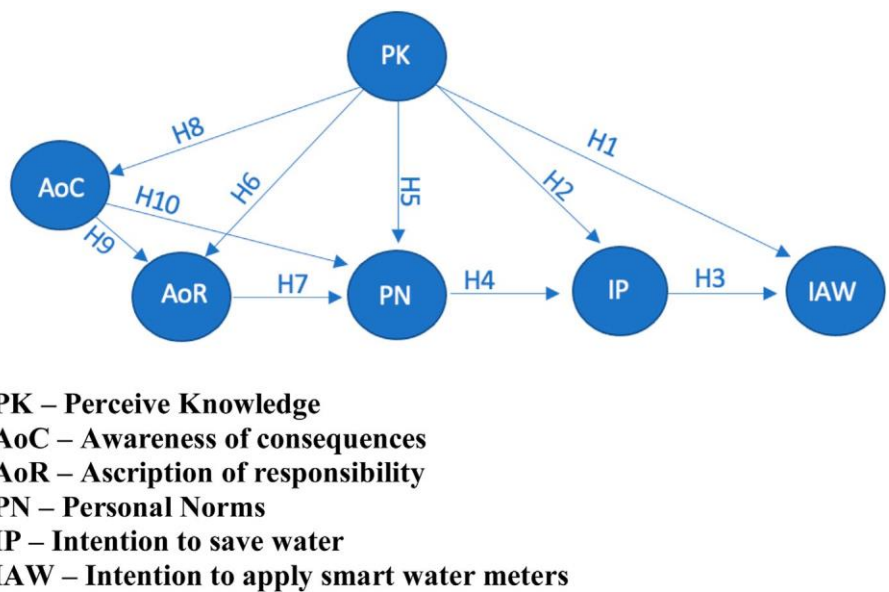 PK
H8
H1
AoC
H10
H6
H5
H2
H9
AoR
H7
PN
H4
IP
H3
IAW
PK – Perceive Knowledge
AoC – Awareness of consequences
AoR – Ascription of responsibility
PN – Personal Norms
IP – Intention to save water
IAW – Intention to apply smart water meters